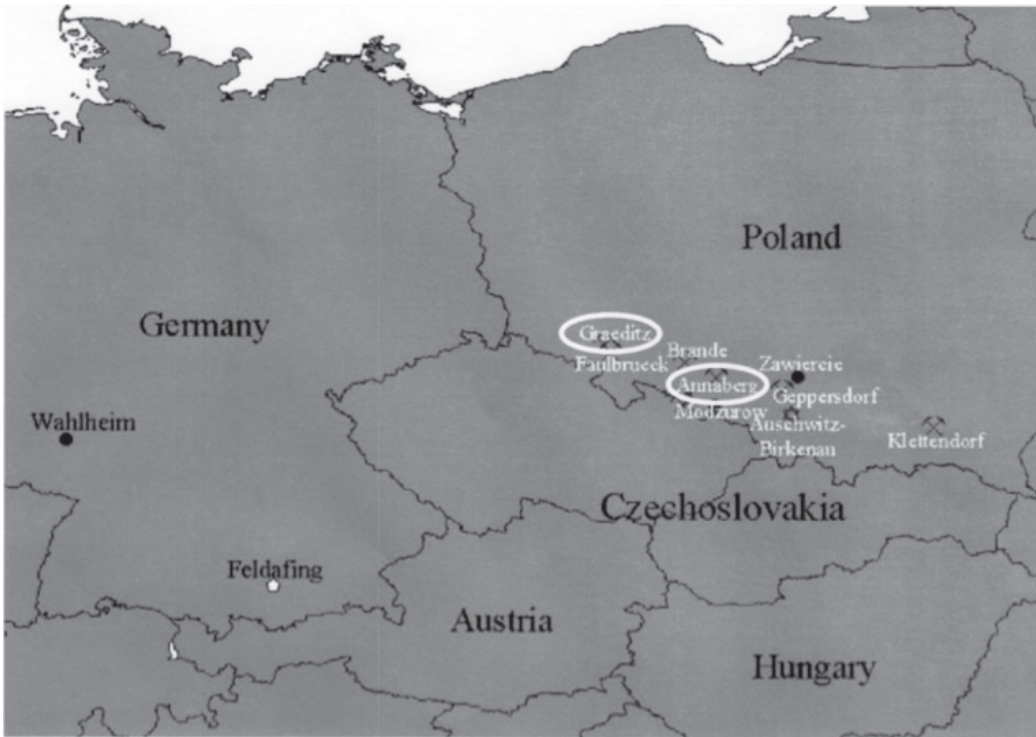 Poland
Germany
Graeditz
Brande
Faulbrueck
Zawiercie
Annaberg
Geppersdorf
Modzurow
Auschwitz-
Birkenau
Wahlheim
Klettendorf
Czechoslovakia
Feldafing
Austria
Hungary